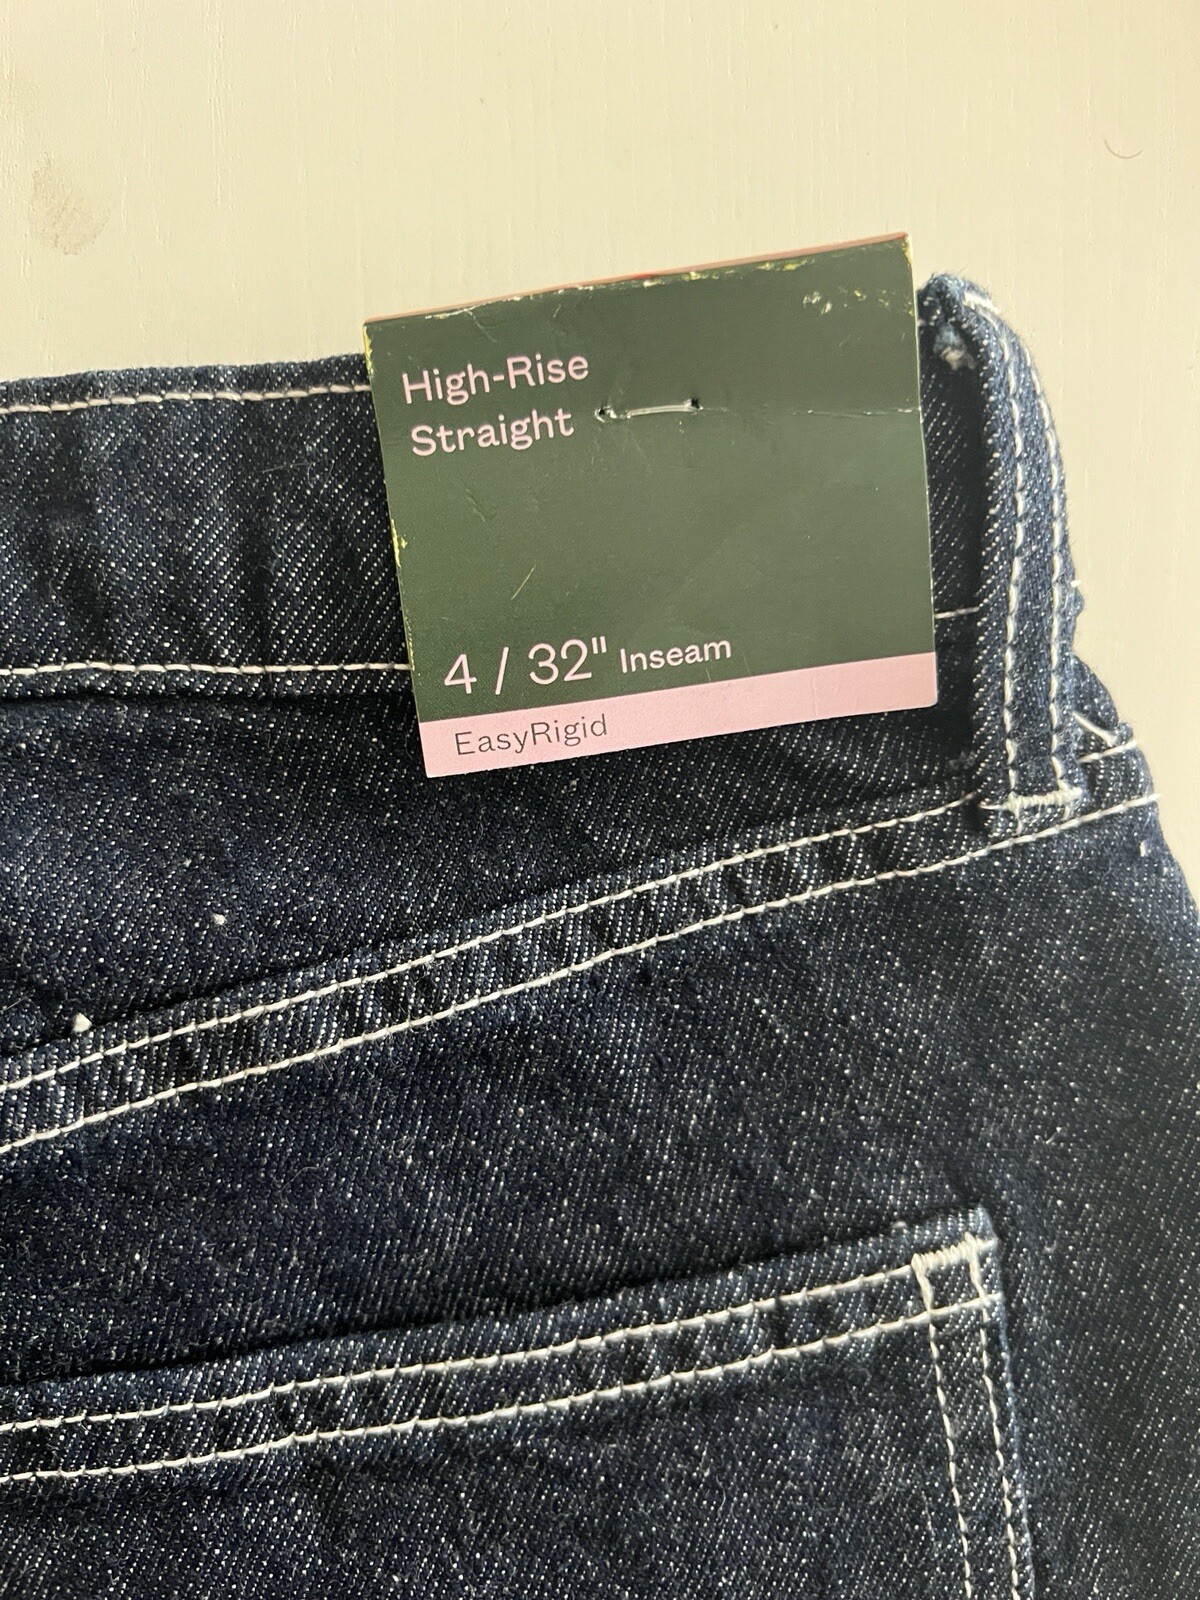 High-Rise
Straight
4 / 32" Inseam
EasyRigid